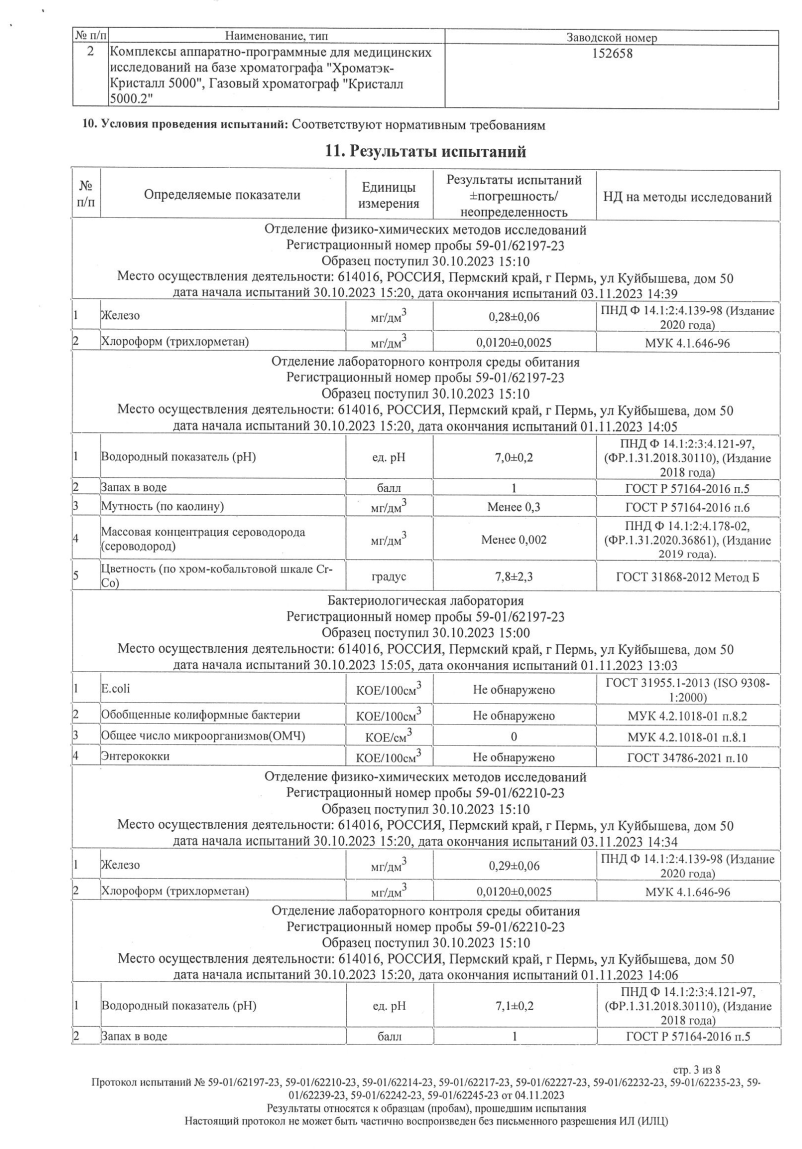 № п/п Наименование, тип Заводской номер
2 Комплексы аппаратно-программные для медицинских 152658
исследований на базе хроматографа "Хроматэк-
Кристалл 5000", Газовый хроматограф "Кристалл
5000.2"
10. Условия проведения испытаний: Соответствуют нормативным требованиям
11. Результаты испытаний
№ п/п Определяемые показатели Единицы измерения Результаты испытаний ±погрешность/ неопределенность НД на методы исследований
Отделение физико-химических методов исследований
Регистрационный номер пробы 59-01/62197-23
Образец поступил 30.10.2023 15:10
Место осуществления деятельности: 614016, РОССИЯ, Пермский край, г Пермь, ул Куйбышева, дом 50
дата начала испытаний 30.10.2023 15:20, дата окончания испытаний 03.11.2023 14:39
1 Железо мг/дм3 0,28±0,06 ПНД Ф 14.1:2:4.139-98 (Издание
2020 года)
2 Хлороформ (трихлорметан) мг/дм3 0,0120±0,0025 МУК 4.1.646-96
Отделение лабораторного контроля среды обитания
Регистрационный номер пробы 59-01/62197-23
Образец поступил 30.10.2023 15:10
Место осуществления деятельности: 614016, РОССИЯ, Пермский край, г Пермь, ул Куйбышева, дом 50
дата начала испытаний 30.10.2023 15:20, дата окончания испытаний 01.11.2023 14:05
1 Водородный показатель (pH) ед. pH 7,0±0,2 ПНД Ф 14.1:2:3:4.121-97,
(ФР.1.31.2018.30110), (Издание
2018 года)
2 Запах в воде балл 1 ГОСТ Р 57164-2016 п.5
3 Мутность (по каолину) мг/дм3 Менее 0,3 ГОСТ Р 57164-2016 п.6
4 Массовая концентрация сероводорода (сероводород) мг/дм3 Менее 0,002 ПНД Ф 14.1:2:4.178-02,
(ФР.1.31.2020.36861), (Издание
2019 года).
5 Цветность (по хром-кобальтовой шкале Cr-
Co) градус 7,8±2,3 ГОСТ 31868-2012 Метод Б
Бактериологическая лаборатория
Регистрационный номер пробы 59-01/62197-23
Образец поступил 30.10.2023 15:00
Место осуществления деятельности: 614016, РОССИЯ, Пермский край, г Пермь, ул Куйбышева, дом 50
дата начала испытаний 30.10.2023 15:05, дата окончания испытаний 01.11.2023 13:03
1 E.coli КОЕ/100см3 Не обнаружено ГОСТ 31955.1-2013 (ISO 9308-
1:2000)
2 Обобщенные колиформные бактерии КОЕ/100см3 Не обнаружено МУК 4.2.1018-01 п.8.2
3 Общее число микроорганизмов(ОМЧ) КОЕ/см3 0 МУК 4.2.1018-01 п.8.1
4 Энтерококки КОЕ/100см3 Не обнаружено ГОСТ 34786-2021 п.10
Отделение физико-химических методов исследований
Регистрационный номер пробы 59-01/62210-23
Образец поступил 30.10.2023 15:10
Место осуществления деятельности: 614016, РОССИЯ, Пермский край, г Пермь, ул Куйбышева, дом 50
дата начала испытаний 30.10.2023 15:20, дата окончания испытаний 03.11.2023 14:34
1 Железо мг/дм3 0,29±0,06 ПНД Ф 14.1:2:4.139-98 (Издание
2020 года)
2 Хлороформ (трихлорметан) мг/дм3 0,0120±0,0025 МУК 4.1.646-96
Отделение лабораторного контроля среды обитания
Регистрационный номер пробы 59-01/62210-23
Образец поступил 30.10.2023 15:10
Место осуществления деятельности: 614016, РОССИЯ, Пермский край, г Пермь, ул Куйбышева, дом 50
дата начала испытаний 30.10.2023 15:20, дата окончания испытаний 01.11.2023 14:06
1 Водородный показатель (pH) ед. pH 7,1±0,2 ПНД Ф 14.1:2:3:4.121-97,
(ФР.1.31.2018.30110), (Издание
2018 года)
2 Запах в воде балл 1 ГОСТ Р 57164-2016 п.5
стр. 3 из 8
Протокол испытаний № 59-01/62197-23, 59-01/62210-23, 59-01/62214-23, 59-01/62217-23, 59-01/62227-23, 59-01/62232-23, 59-01/62235-23, 59-
01/62239-23, 59-01/62242-23, 59-01/62245-23 от 04.11.2023
Результаты относятся к образцам (пробам), прошедшим испытания
Настоящий протокол не может быть частично воспроизведен без письменного разрешения ИЛ (ИЛЦ)